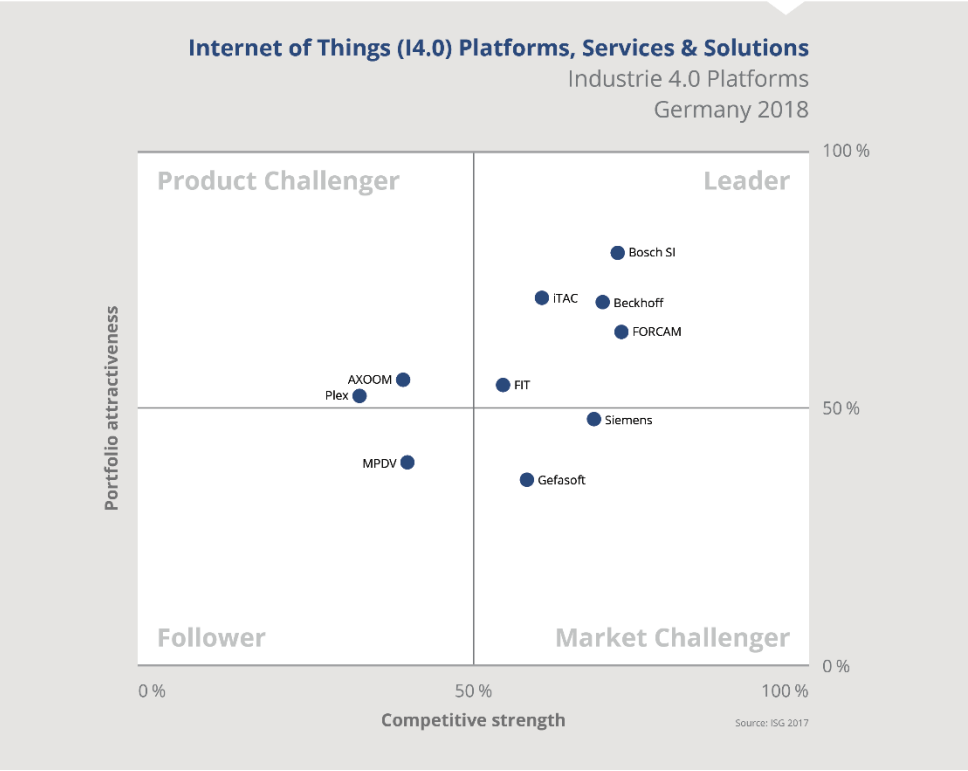 Internet of Things (I4.0) Platforms, Services & Solutions
Industrie 4.0 Platforms
Germany 2018
100 %
Product Challenger
Leader
Bosch SI
iTAC
Beckhoff
FORCAM
AXOOM
FIT
Plex
50 %
Siemens
MPDV
Gefasoft
Portfolio attractiveness
Follower
Market Challenger
0 %
0 %
50 %
100 %
Competitive strength
Source: ISG 2017